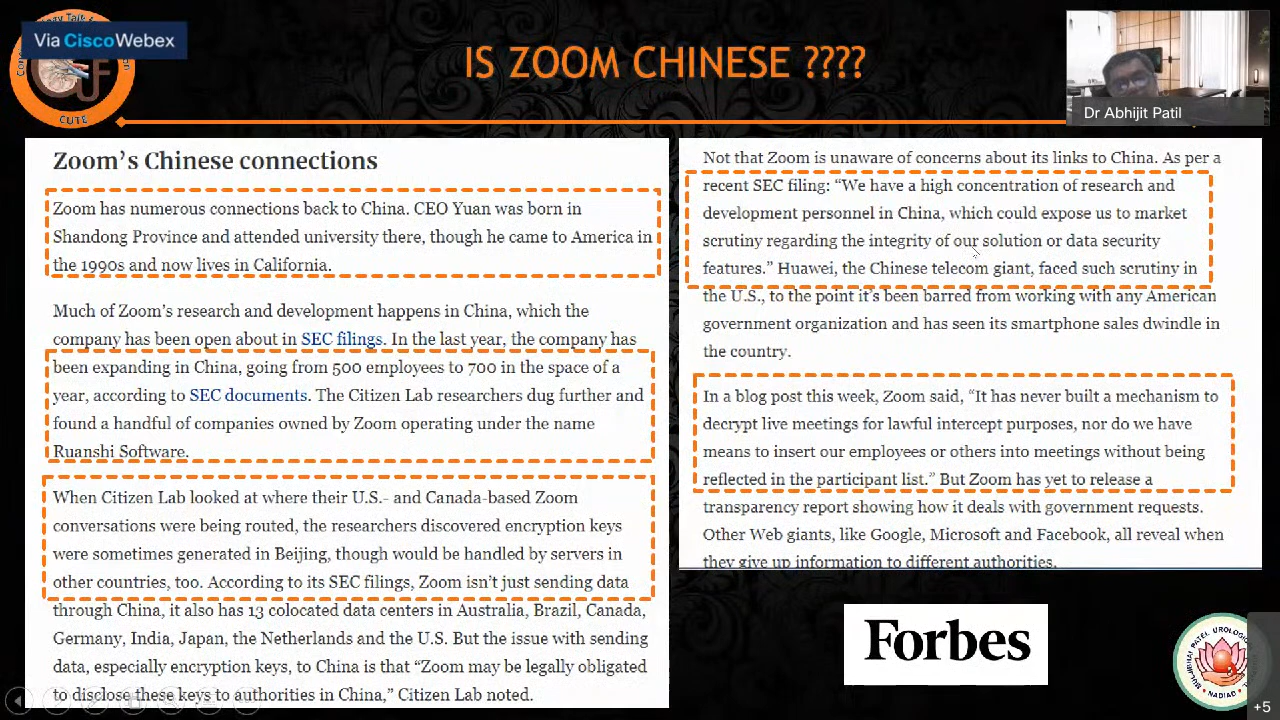 Via CiscoWebex
CUTE
IS ZOOM CHINESE ????
Dr Abhijit Patil
Zoom's Chinese connections
Zoom has numerous connections back to China. CEO Yuan was born in
Shandong Province and attended university there, though he came to America in
the 1990s and now lives in California.
Much of Zoom's research and development happens in China, which the
company has been open about in SEC filings. In the last year, the company has
been expanding in China, going from 500 employees to 700 in the space of a
year, according to SEC documents. The Citizen Lab researchers dug further and
found a handful of companies owned by Zoom operating under the name
Ruanshi Software.
When Citizen Lab looked at where their U.S.- and Canada-based Zoom
conversations were being routed, the researchers discovered encryption keys
were sometimes generated in Beijing, though would be handled by servers in
other countries, too. According to its SEC filings, Zoom isn't just sending data
through China, it also has 13 colocated data centers in Australia, Brazil, Canada,
Germany, India, Japan, the Netherlands and the U.S. But the issue with sending
data, especially encryption keys, to China is that “Zoom may be legally obligated
to disclose these keys to authorities in China,” Citizen Lab noted.
Not that Zoom is unaware of concerns about its links to China. As per a
recent SEC filing: “We have a high concentration of research and
development personnel in China, which could expose us to market
scrutiny regarding the integrity of our solution or data security
features.” Huawei, the Chinese telecom giant, faced such scrutiny in
the U.S., to the point it's been barred from working with any American
government organization and has seen its smartphone sales dwindle in
the country.
In a blog post this week, Zoom said, “It has never built a mechanism to
decrypt live meetings for lawful intercept purposes, nor do we have
means to insert our employees or others into meetings without being
reflected in the participant list.” But Zoom has yet to release a
transparency report showing how it deals with government requests.
Other Web giants, like Google, Microsoft and Facebook, all reveal when
they give up information to different authorities.
Forbes
MULJIBHAI PATEL UROLOGICAL
NADIAD
+5